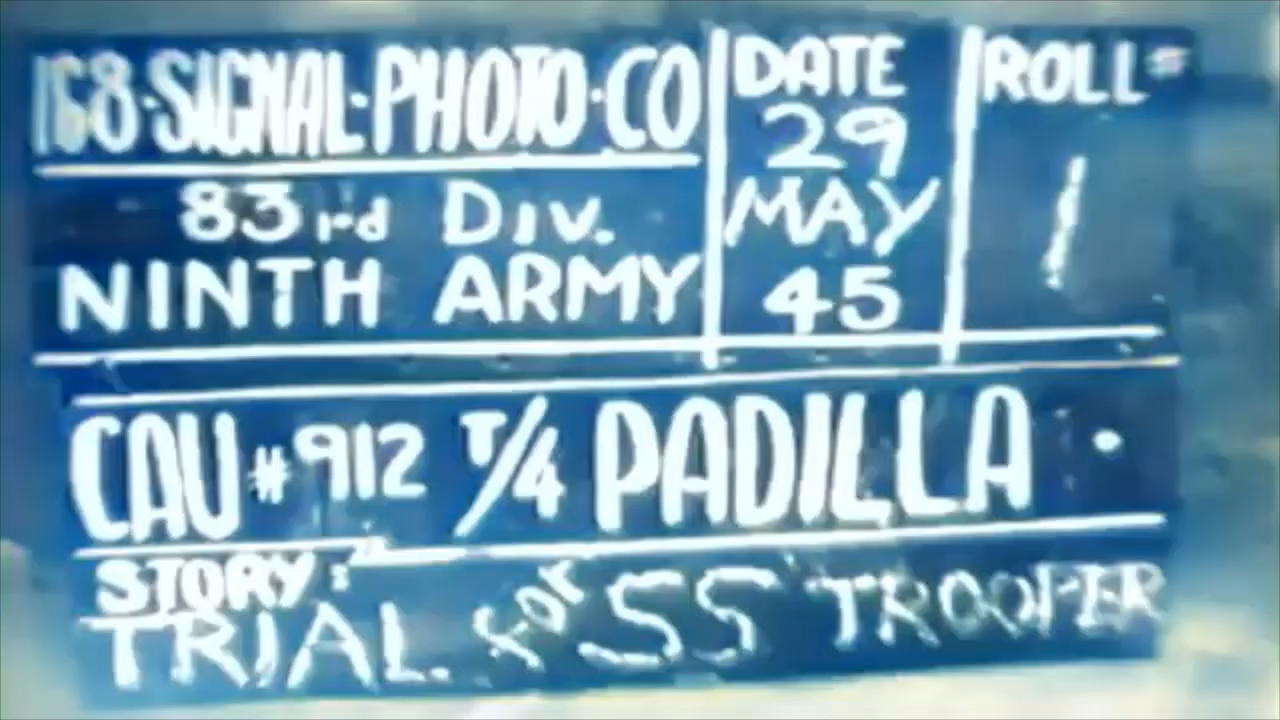 168·SIGNAL·PHOTO·CO
83rd Div.
NINTH ARMY
DATE
29
MAY
45
ROLL #
1
CAU #912 T/4 PADILLA
STORY: "
TRIAL for SS TROOPER